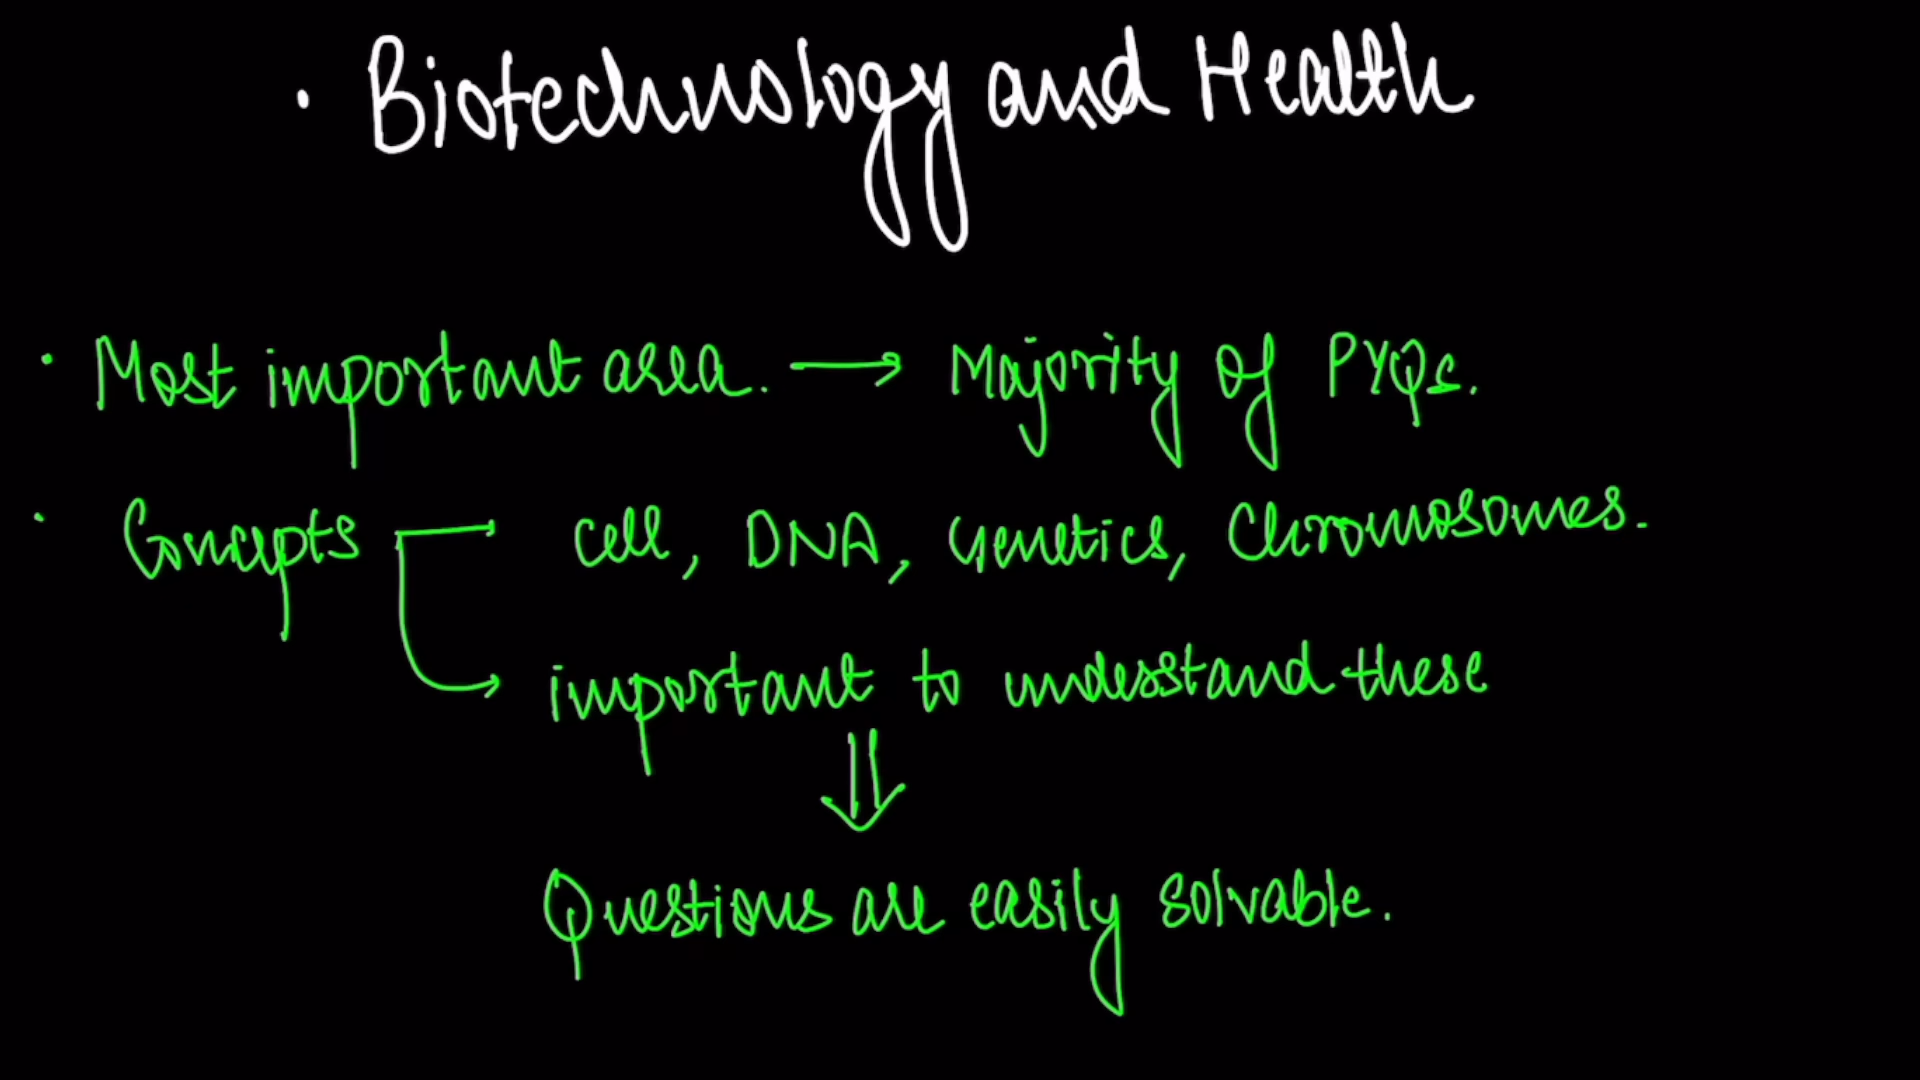 • Biotechnology and Health
• Most important area. → Majority of PYQs.
• Concepts → cell, DNA, Genetics, Chromosomes.
→ important to understand these
⇓
Questions are easily solvable.